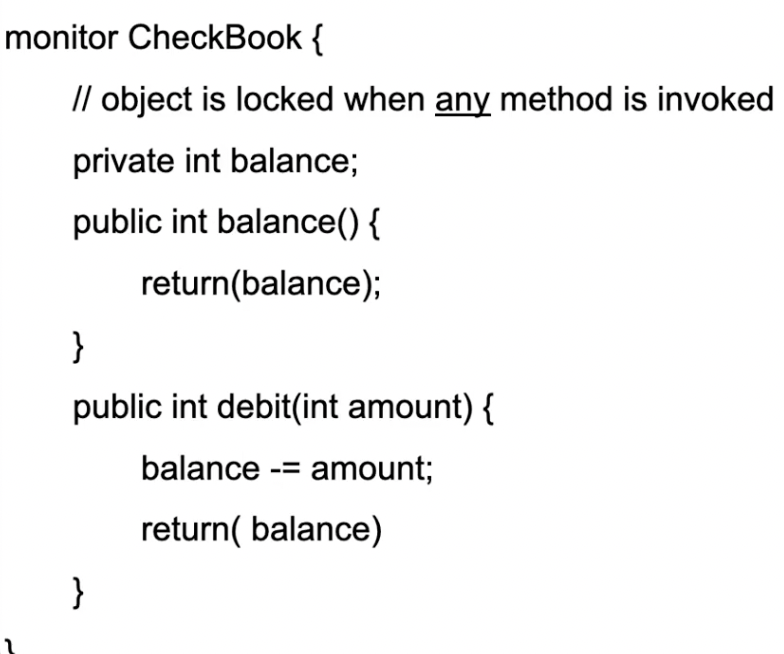 monitor CheckBook {
// object is locked when any method is invoked
private int balance;
public int balance() {
return(balance);
}
public int debit(int amount) {
balance -= amount;
return( balance)
}
}